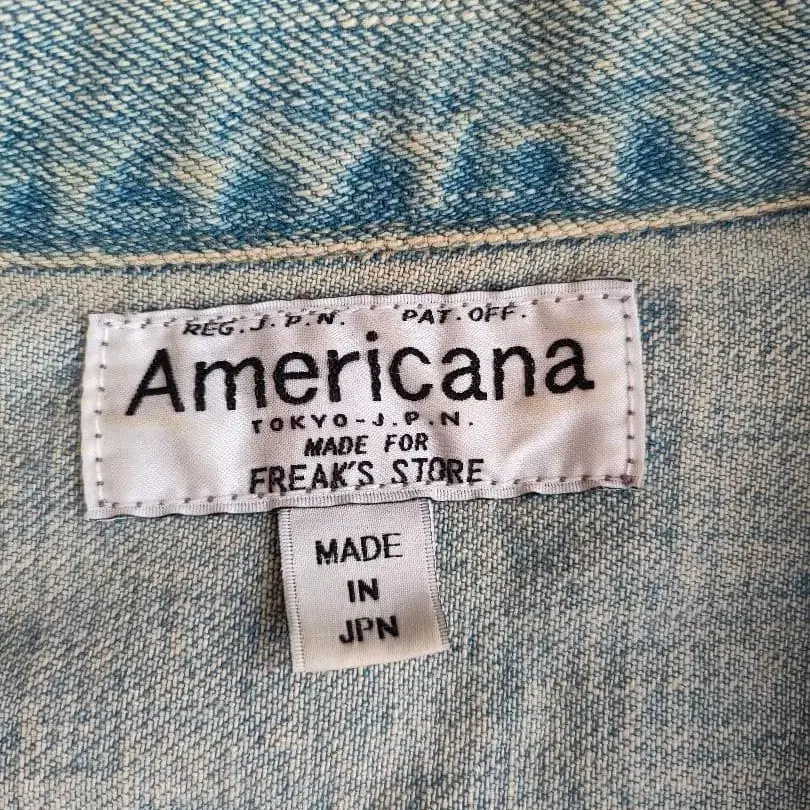 REG.J.P.N. PAT.OFF.
Americana
TOKYO-J.P.N.
MADE FOR
FREAK'S STORE
MADE
IN
JPN